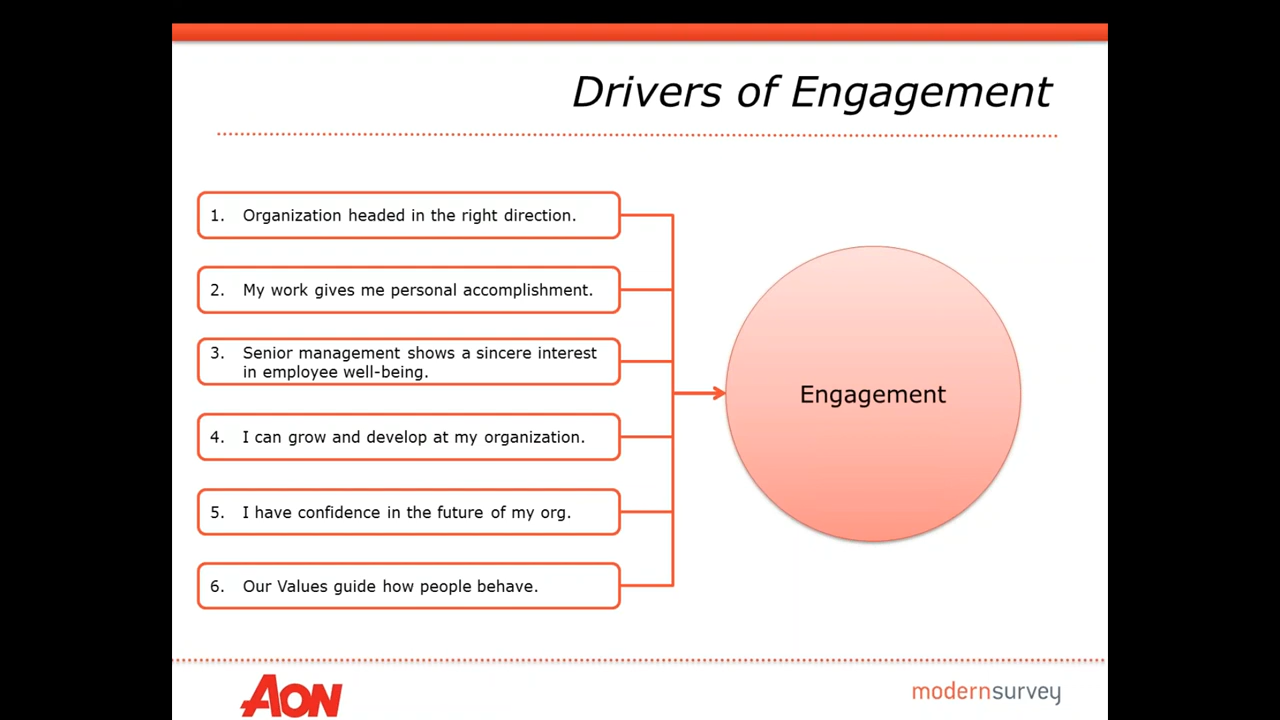 Drivers of Engagement
1. Organization headed in the right direction.
2. My work gives me personal accomplishment.
3. Senior management shows a sincere interest
in employee well-being.
4. I can grow and develop at my organization.
5. I have confidence in the future of my org.
6. Our Values guide how people behave.
Engagement
AON
modernsurvey